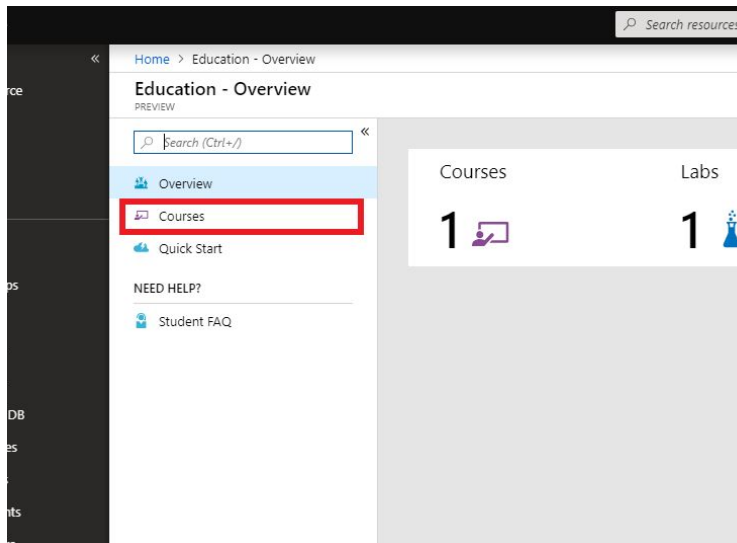 Search resources
«
Home > Education - Overview
rce
Education - Overview
PREVIEW
Search (Ctrl+/)
«
Overview
Courses
Quick Start
NEED HELP?
Student FAQ
Courses
Labs
1
1
ps
DB
es
s
nts